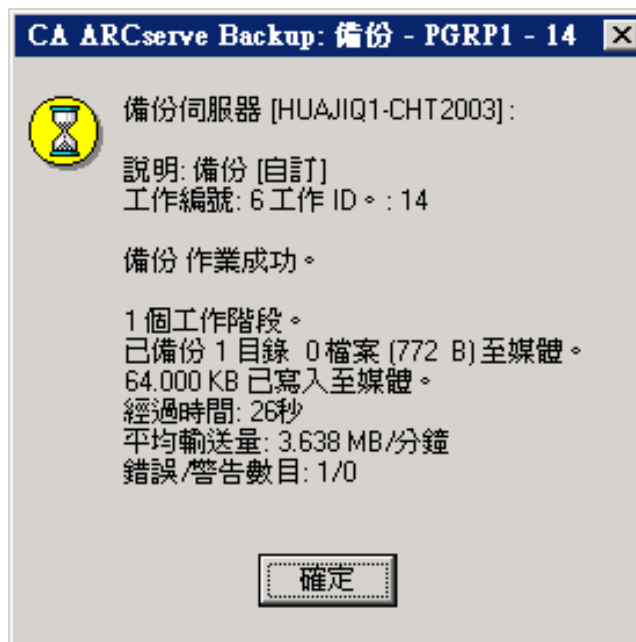 CA ARCserve Backup: 備份 - PGRP1 - 14
備份伺服器 [HUAJIQ1-CHT2003] :
說明: 備份 [自訂]
工作編號: 6 工作 ID。: 14
備份 作業成功。
1 個工作階段。
已備份 1 目錄 0 檔案 (772 B) 至媒體。
64.000 KB 已寫入至媒體。
經過時間: 26秒
平均輸送量: 3.638 MB/分鐘
錯誤/警告數目: 1/0
確定